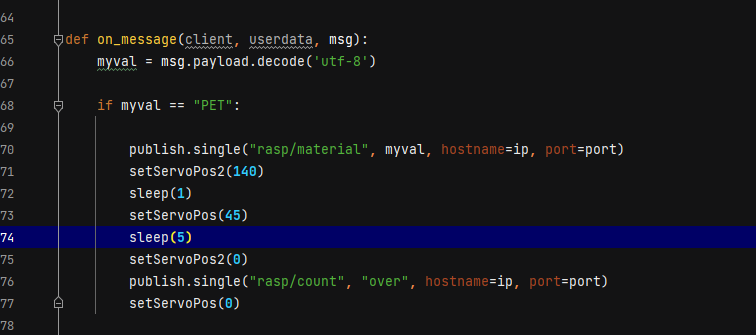 64
65 def on_message(client, userdata, msg):
66 myval = msg.payload.decode('utf-8')
67
68 if myval == "PET":
69
70 publish.single("rasp/material", myval, hostname=ip, port=port)
71 setServoPos2(140)
72 sleep(1)
73 setServoPos(45)
74 sleep(5)
75 setServoPos2(0)
76 publish.single("rasp/count", "over", hostname=ip, port=port)
77 setServoPos(0)
78